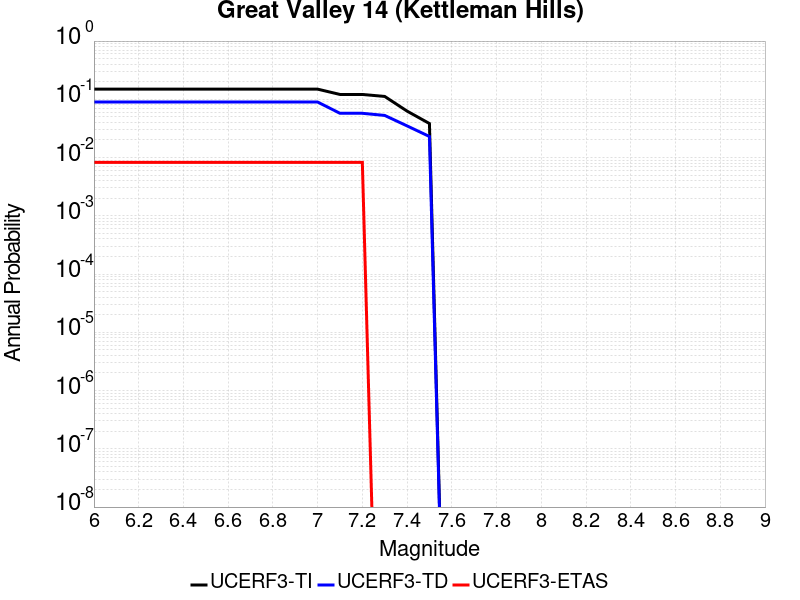 Great Valley 14 (Kettleman Hills)
10^0
10^-1
10^-2
10^-3
10^-4
10^-5
10^-6
10^-7
10^-8
Annual Probability
6 6.2 6.4 6.6 6.8 7 7.2 7.4 7.6 7.8 8 8.2 8.4 8.6 8.8 9
Magnitude
UCERF3-TI UCERF3-TD UCERF3-ETAS